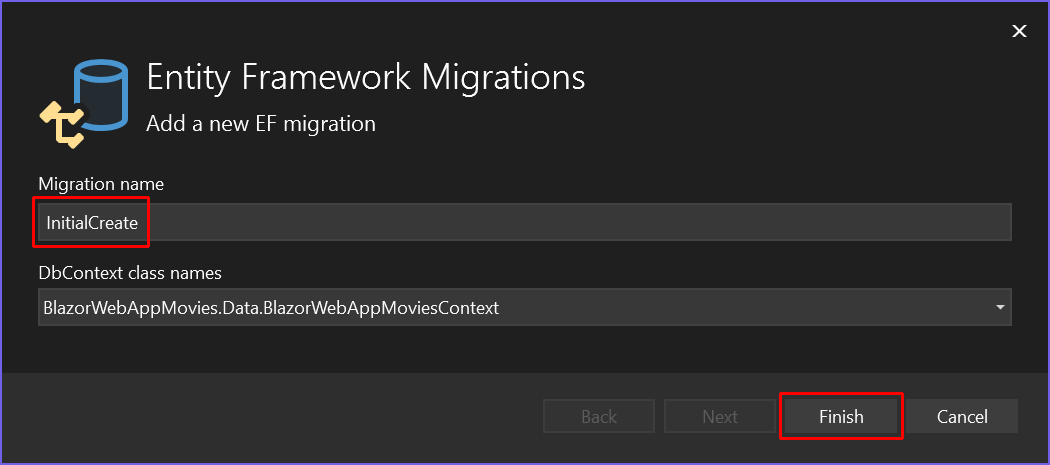 Entity Framework Migrations
Add a new EF migration
Migration name
InitialCreate
DbContext class names
BlazorWebAppMovies.Data.BlazorWebAppMoviesContext
Back Next Finish Cancel